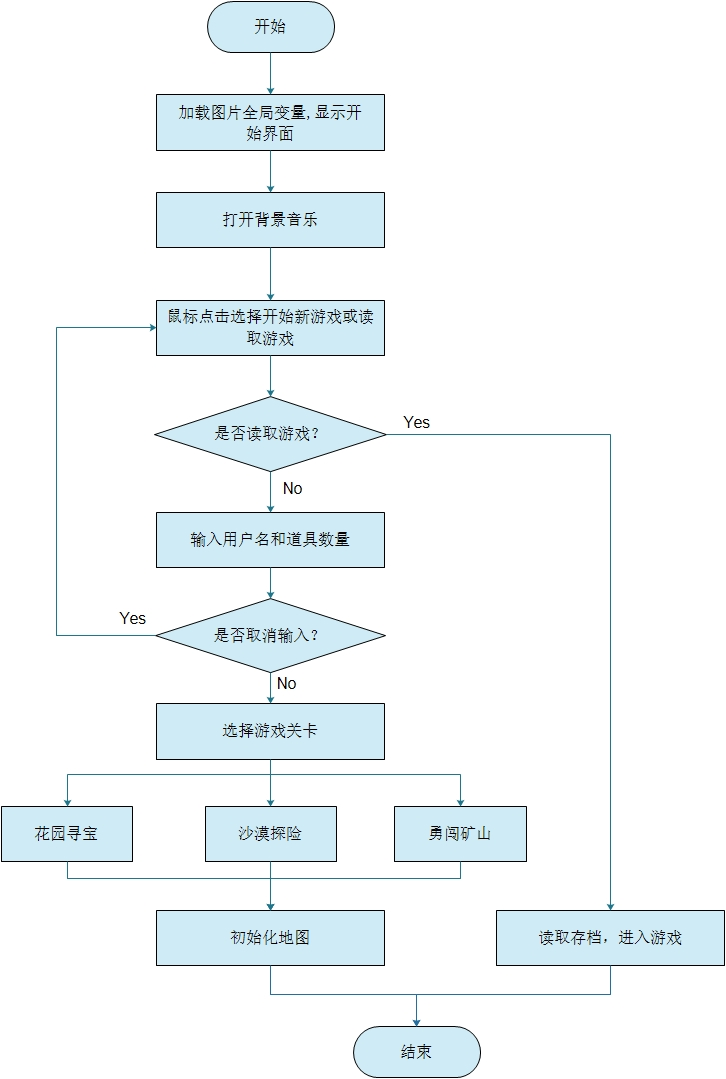 开始
加载图片全局变量,显示开
始界面
打开背景音乐
鼠标点击选择开始新游戏或读
取游戏
是否读取游戏？
Yes
No
输入用户名和道具数量
Yes
是否取消输入？
No
选择游戏关卡
花园寻宝
沙漠探险
勇闯矿山
初始化地图
读取存档，进入游戏
结束